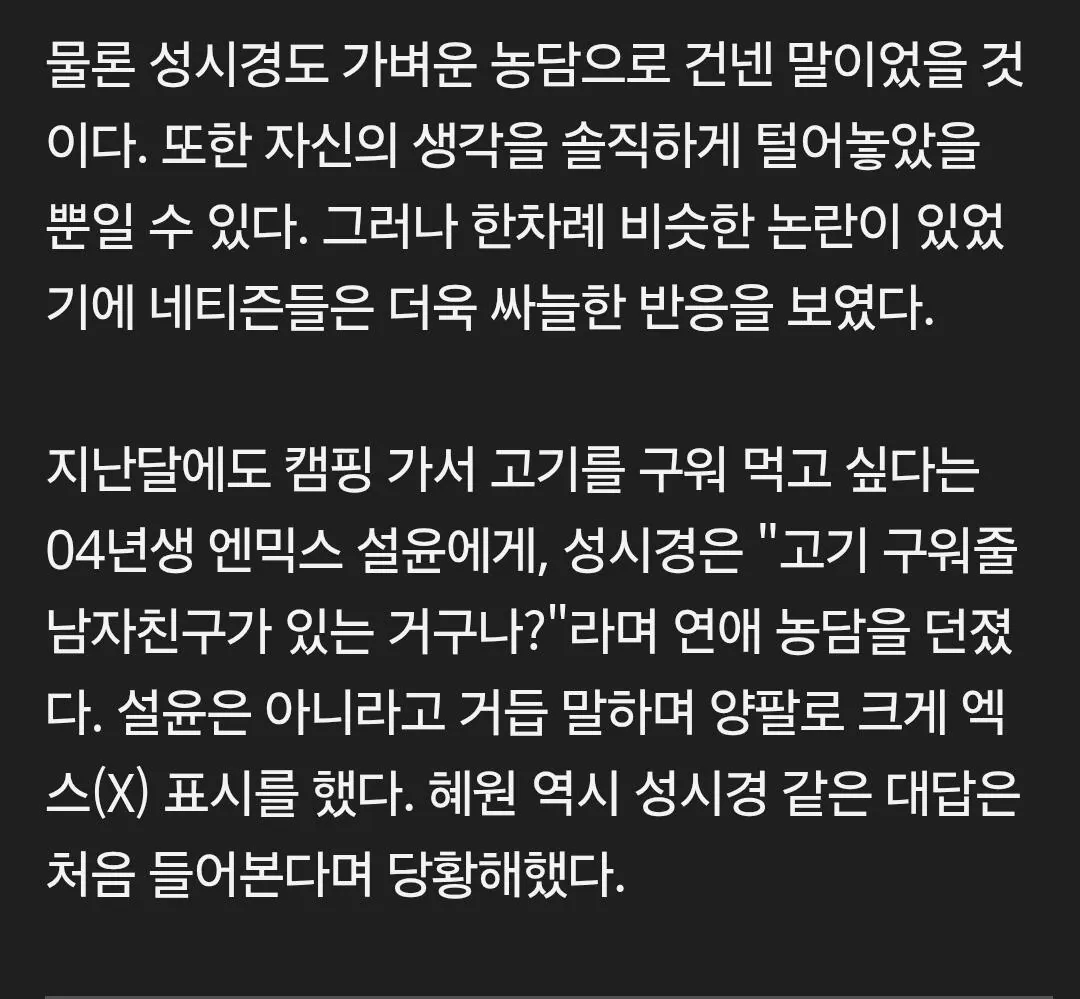 물론 성시경도 가벼운 농담으로 건넨 말이었을 것
이다. 또한 자신의 생각을 솔직하게 털어놓았을
뿐일 수 있다. 그러나 한차례 비슷한 논란이 있었
기에 네티즌들은 더욱 싸늘한 반응을 보였다.
지난달에도 캠핑 가서 고기를 구워 먹고 싶다는
04년생 엔믹스 설윤에게, 성시경은 "고기 구워줄
남자친구가 있는 거구나?"라며 연애 농담을 던졌
다. 설윤은 아니라고 거듭 말하며 양팔로 크게 엑
스(X) 표시를 했다. 혜원 역시 성시경 같은 대답은
처음 들어본다며 당황해했다.